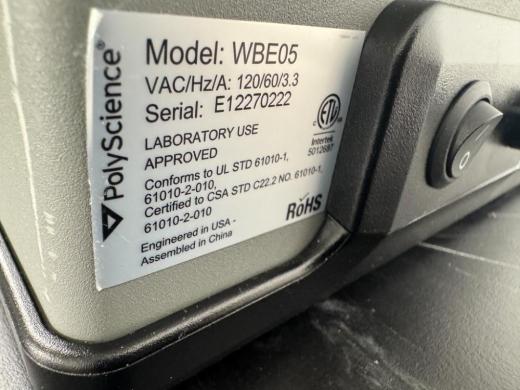 PolyScience®
Model: WBE05
VAC/Hz/A: 120/60/3.3
Serial: E12270222
LABORATORY USE
APPROVED
Conforms to UL STD 61010-1,
61010-2-010,
Certified to CSA STD C22.2 NO. 61010-1,
61010-2-010
Engineered in USA -
Assembled in China
ETL
Intertek
5012687
RoHS